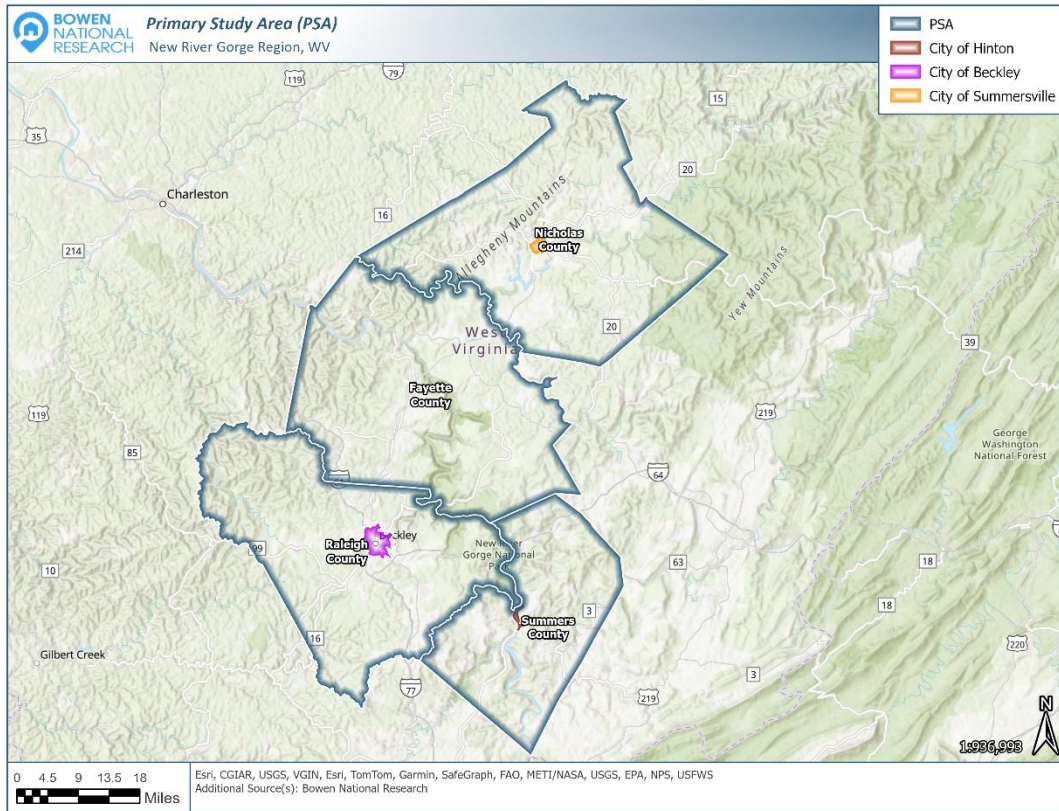 BOWEN
NATIONAL
RESEARCH
Primary Study Area (PSA)
New River Gorge Region, WV
PSA
City of Hinton
City of Beckley
City of Summersville
119
79
15
35
20
Charleston
16
Allegheny Mountains
Nicholas
County
214
Yew Mountains
20
West
Virginia
39
Fayette
County
119
219
85
George
Washington
National Forest
64
Raleigh
County
99
New River
Gorge National
63
10
18
18
Summers
County
3
16
220
Gilbert Creek
3
77
219
N
1:936,993
0 4.5 9 13.5 18
Miles
Esri, CGIAR, USGS, VGIN, Esri, TomTom, Garmin, SafeGraph, FAO, METI/NASA, USGS, EPA, NPS, USFWS
Additional Source(s): Bowen National Research